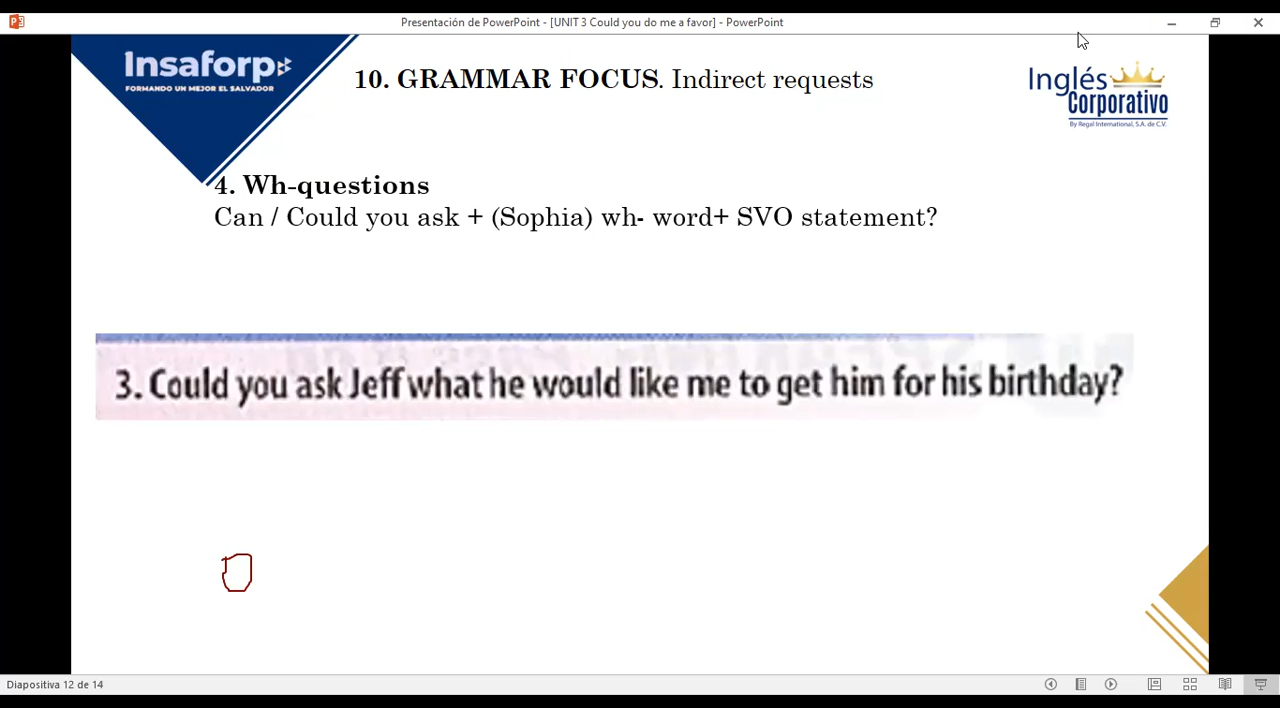 Presentación de PowerPoint - [UNIT 3 Could you do me a favor] - PowerPoint
Insaforp
FORMANDO UN MEJOR EL SALVADOR
10. GRAMMAR FOCUS. Indirect requests
Inglés
Corporativo
By Regal International, S.A. de C.V.
4. Wh-questions
Can / Could you ask + (Sophia) wh- word+ SVO statement?
3. Could you ask Jeff what he would like me to get him for his birthday?
Diapositiva 12 de 14